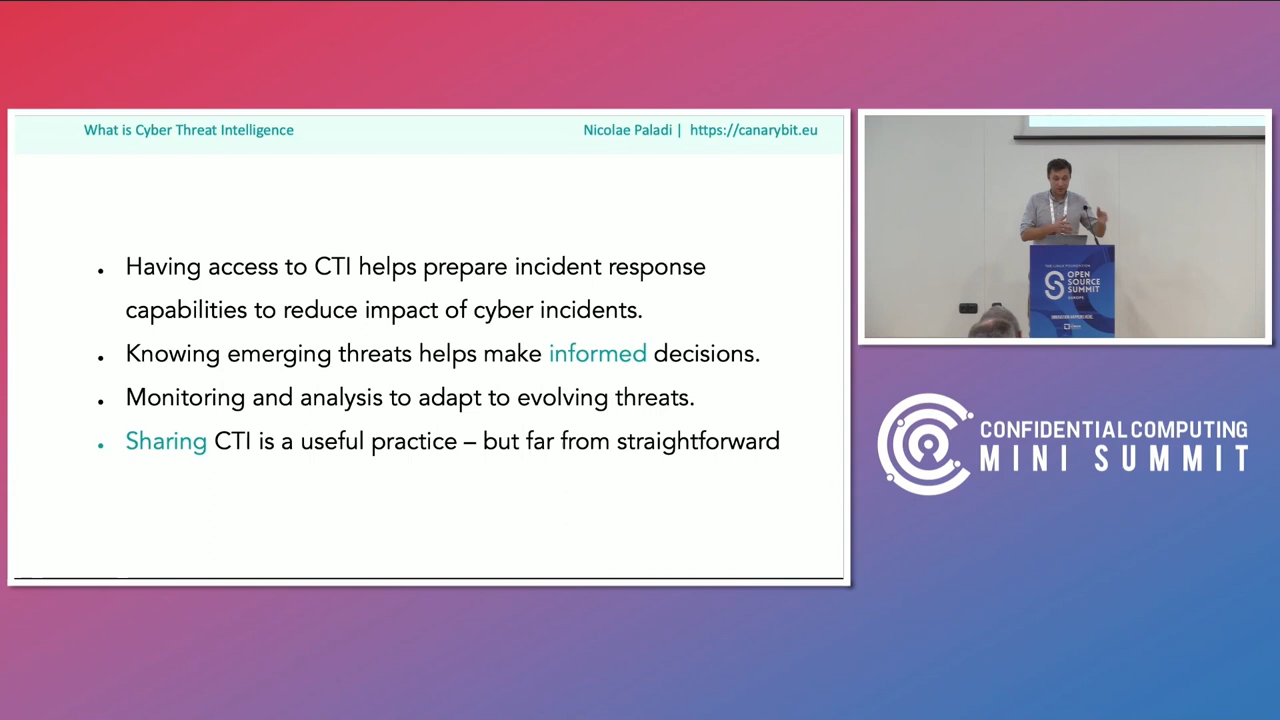 What is Cyber Threat Intelligence
Nicolae Paladi | https://canarybit.eu
• Having access to CTI helps prepare incident response
capabilities to reduce impact of cyber incidents.
• Knowing emerging threats helps make informed decisions.
• Monitoring and analysis to adapt to evolving threats.
• Sharing CTI is a useful practice – but far from straightforward
THE LINUX FOUNDATION
OPEN
SOURCE
SUMMIT
EUROPE
CONFIDENTIAL COMPUTING
MINI SUMMIT